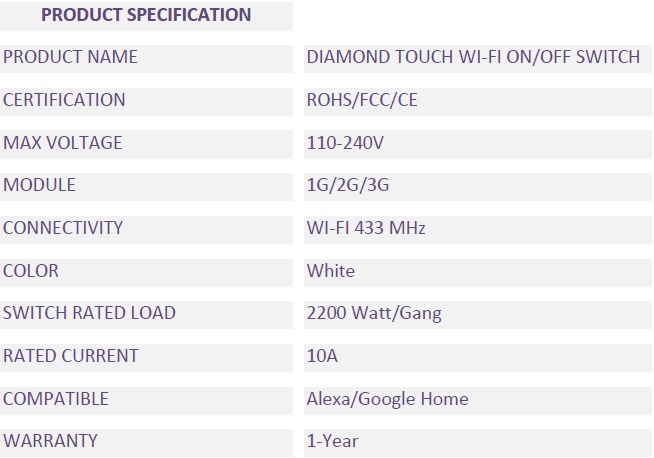 PRODUCT SPECIFICATION
PRODUCT NAME DIAMOND TOUCH WI-FI ON/OFF SWITCH
CERTIFICATION ROHS/FCC/CE
MAX VOLTAGE 110-240V
MODULE 1G/2G/3G
CONNECTIVITY WI-FI 433 MHz
COLOR White
SWITCH RATED LOAD 2200 Watt/Gang
RATED CURRENT 10A
COMPATIBLE Alexa/Google Home
WARRANTY 1-Year